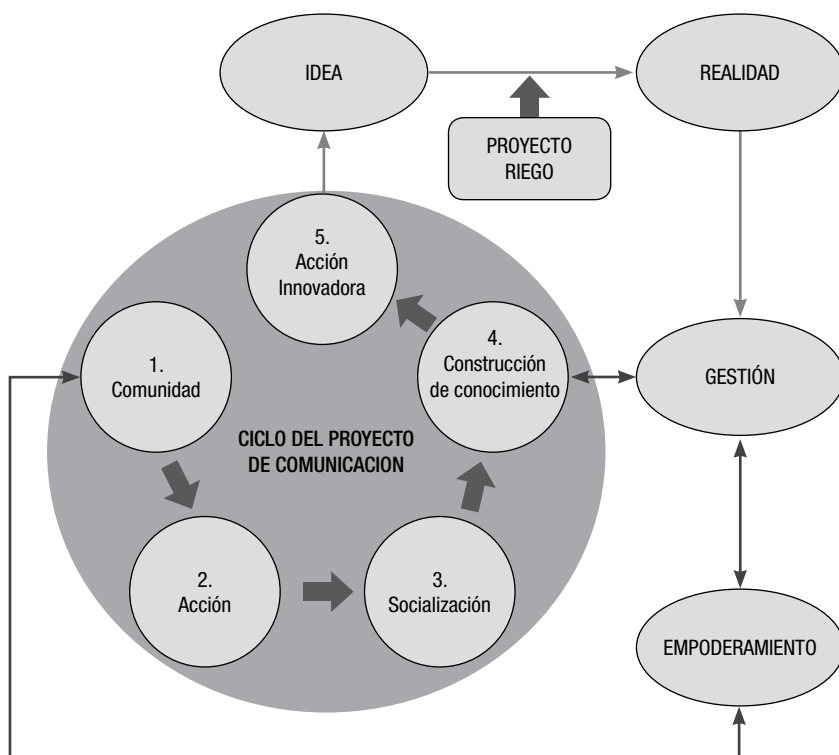 IDEA
REALIDAD
PROYECTO
RIEGO
5.
Acción
Innovadora
1.
Comunidad
4.
Construcción
de conocimiento
GESTIÓN
CICLO DEL PROYECTO
DE COMUNICACION
2.
Acción
3.
Socialización
EMPODERAMIENTO